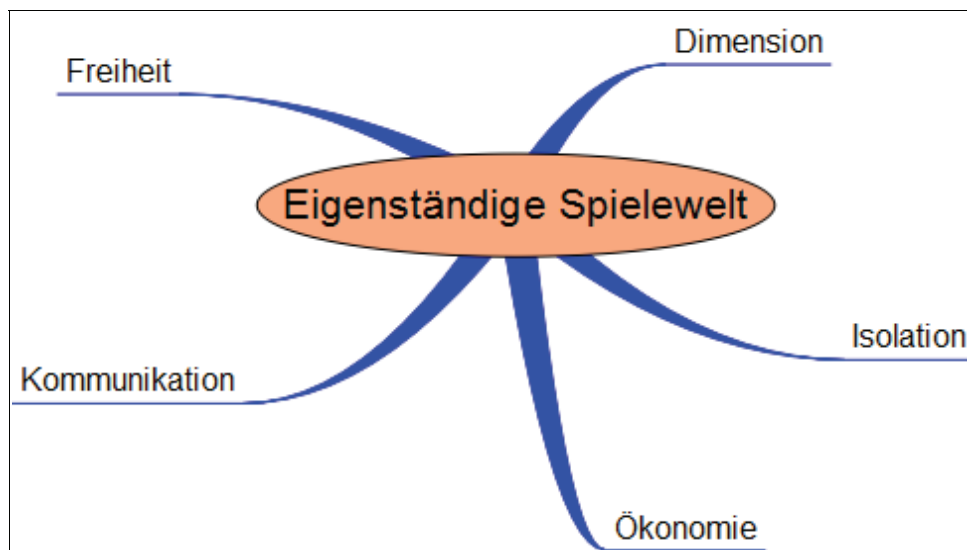 Dimension
Freiheit
Eigenständige Spielewelt
Isolation
Kommunikation
Ökonomie